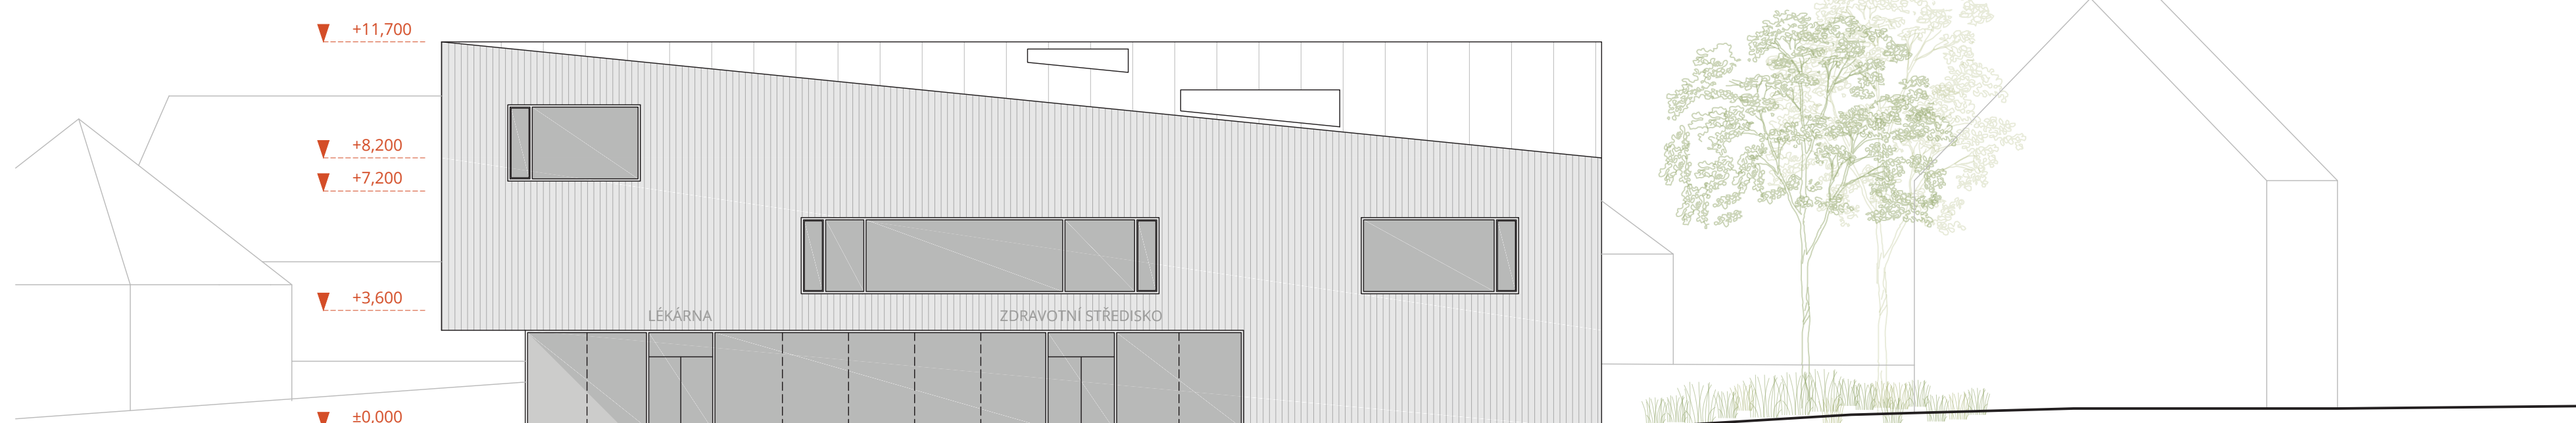 +11,700
+8,200
+7,200
+3,600
LÉKÁRNA
ZDRAVOTNÍ STŘEDISKO
±0,000